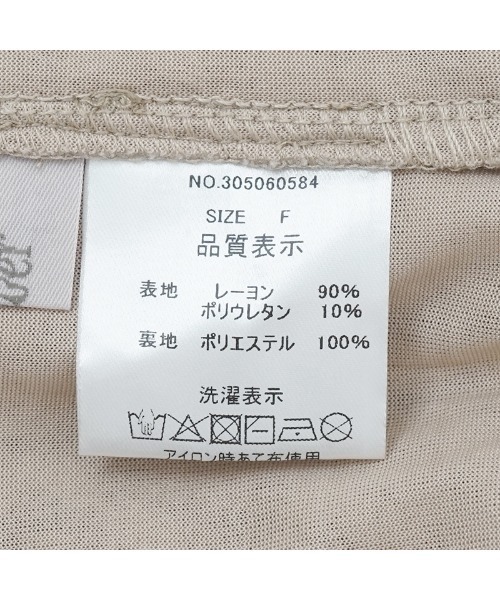 NO.305060584
SIZE F
品質表示
表地 レーヨン 90%
ポリウレタン 10%
裏地 ポリエステル 100%
洗濯表示
アイロン時あて布使用